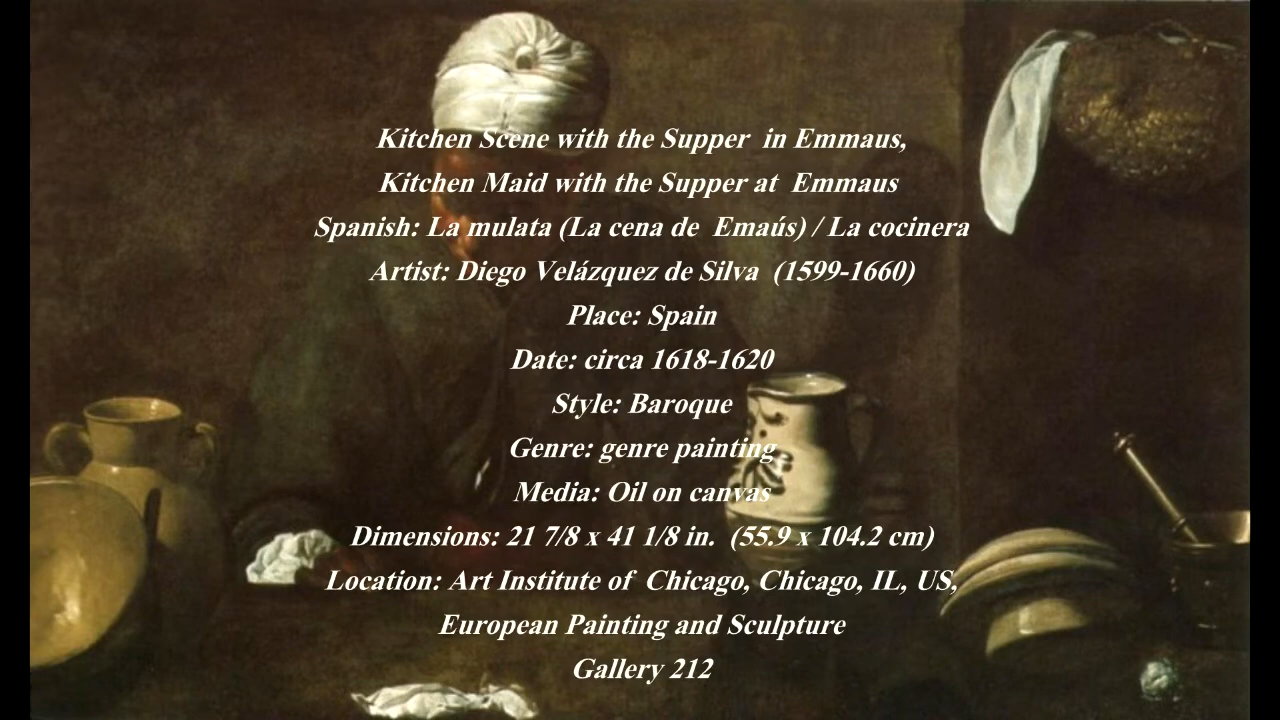 Kitchen Scene with the Supper in Emmaus,
Kitchen Maid with the Supper at Emmaus
Spanish: La mulata (La cena de Emaús) / La cocinera
Artist: Diego Velázquez de Silva (1599-1660)
Place: Spain
Date: circa 1618-1620
Style: Baroque
Genre: genre painting
Media: Oil on canvas
Dimensions: 21 7/8 x 41 1/8 in. (55.9 x 104.2 cm)
Location: Art Institute of Chicago, Chicago, IL, US,
European Painting and Sculpture
Gallery 212